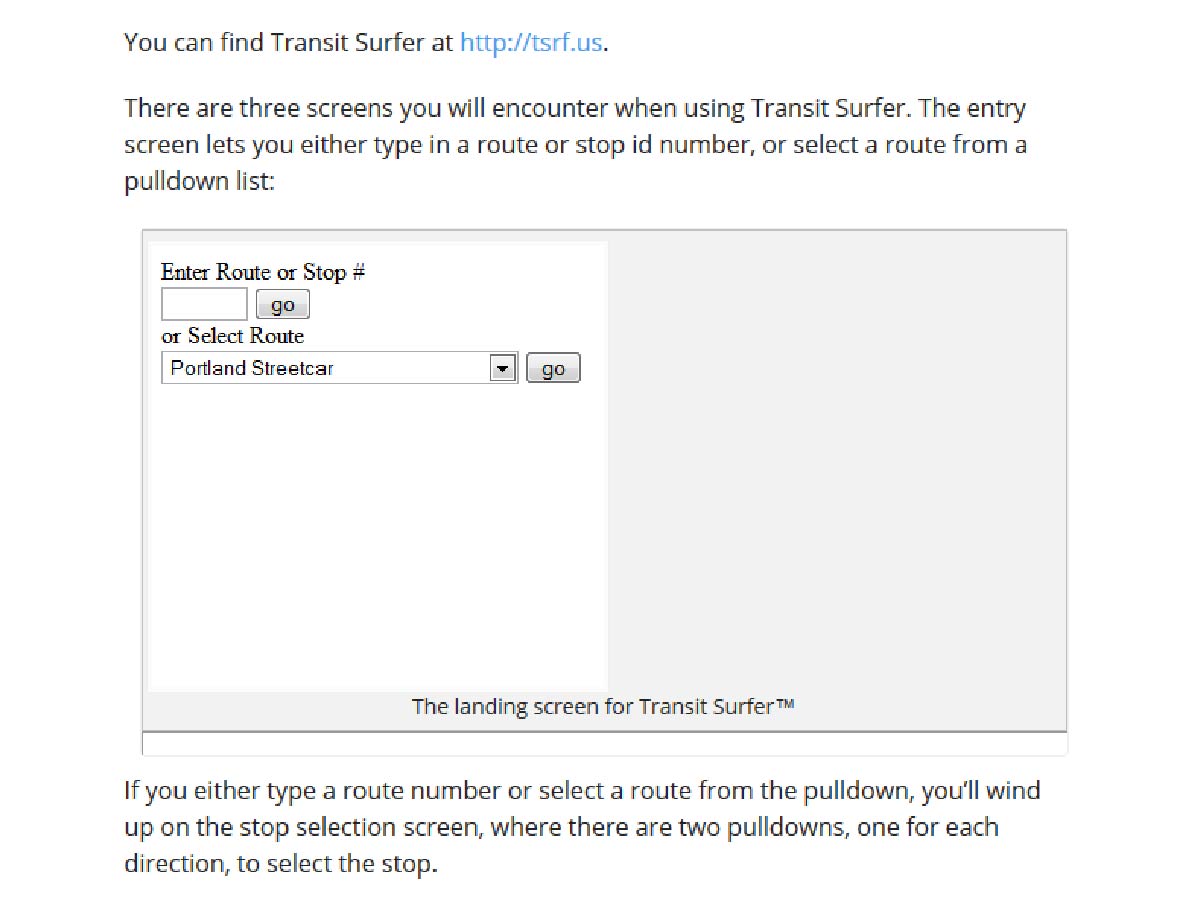 You can find Transit Surfer at http://tsrf.us.
There are three screens you will encounter when using Transit Surfer. The entry
screen lets you either type in a route or stop id number, or select a route from a
pulldown list:
Enter Route or Stop #
go
or Select Route
Portland Streetcar go
The landing screen for Transit Surfer™
If you either type a route number or select a route from the pulldown, you’ll wind
up on the stop selection screen, where there are two pulldowns, one for each
direction, to select the stop.